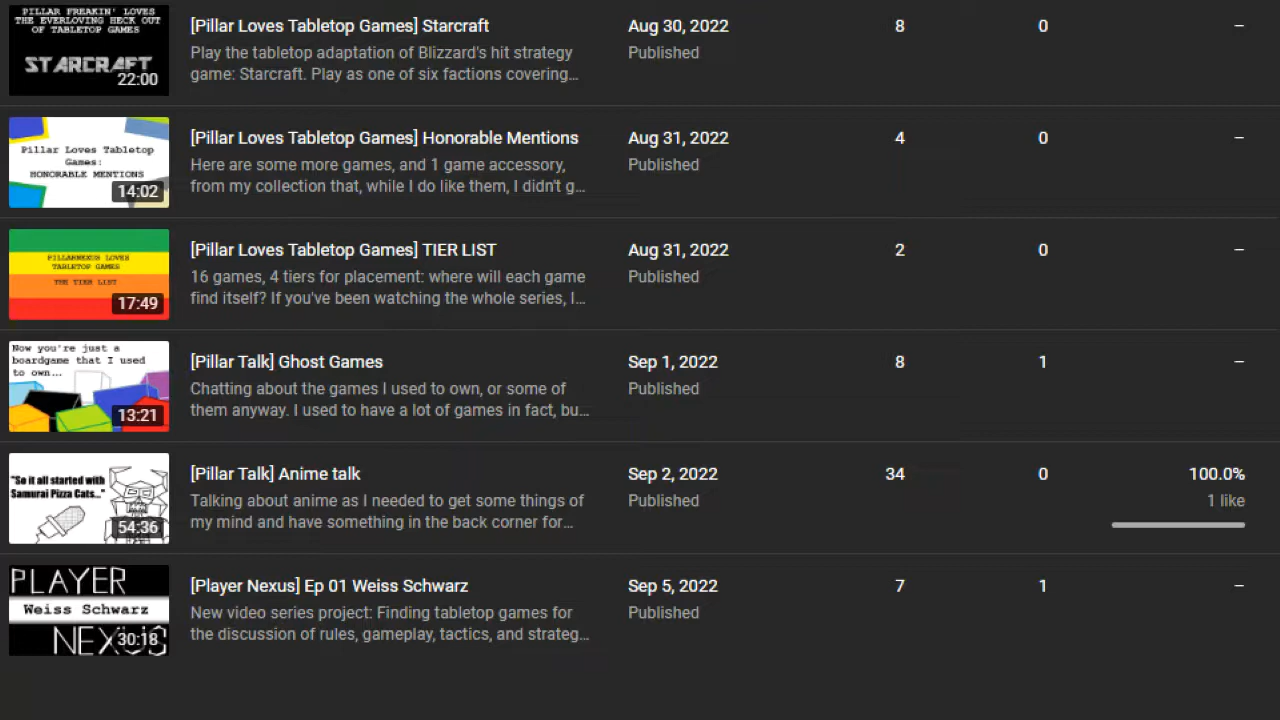 PILLAR FREAKIN' LOVES
THE EVERLOVING HECK OUT
OF TABLETOP GAMES
STARCRAFT
22:00
[Pillar Loves Tabletop Games] Starcraft
Play the tabletop adaptation of Blizzard's hit strategy
game: Starcraft. Play as one of six factions covering...
Aug 30, 2022
Published
8
0
–
Pillar Loves Tabletop
Games:
HONORABLE MENTIONS
14:02
[Pillar Loves Tabletop Games] Honorable Mentions
Here are some more games, and 1 game accessory,
from my collection that, while I do like them, I didn't g...
Aug 31, 2022
Published
4
0
–
PILLARNEXUS LOVES
TABLETOP GAMES
THE TIER LIST
17:49
[Pillar Loves Tabletop Games] TIER LIST
16 games, 4 tiers for placement: where will each game
find itself? If you've been watching the whole series, I...
Aug 31, 2022
Published
2
0
–
Now you're just a
boardgame that I used
to own...
13:21
[Pillar Talk] Ghost Games
Chatting about the games I used to own, or some of
them anyway. I used to have a lot of games in fact, bu...
Sep 1, 2022
Published
8
1
–
"So it all started with
Samurai Pizza Cats..."
54:36
[Pillar Talk] Anime talk
Talking about anime as I needed to get some things of
my mind and have something in the back corner for...
Sep 2, 2022
Published
34
0
100.0%
1 like
PLAYER
Weiss Schwarz
NEXUS
30:18
[Player Nexus] Ep 01 Weiss Schwarz
New video series project: Finding tabletop games for
the discussion of rules, gameplay, tactics, and strateg...
Sep 5, 2022
Published
7
1
–